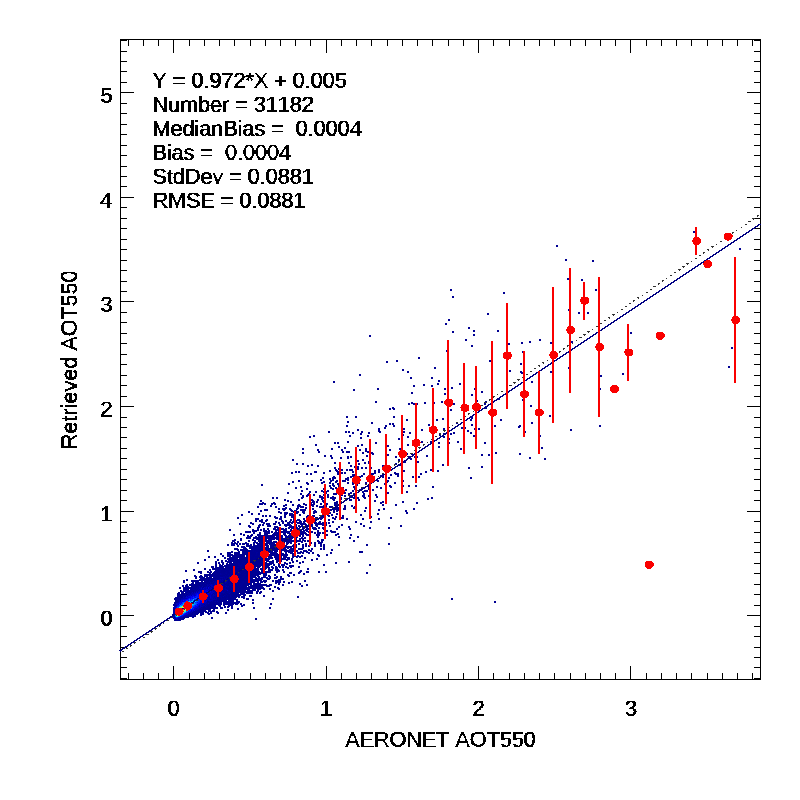 Y = 0.972*X + 0.005
Number = 31182
MedianBias =  0.0004
Bias =  0.0004
StdDev = 0.0881
RMSE = 0.0881
5
4
3
2
1
0
Retrieved AOT550
0 1 2 3
AERONET AOT550